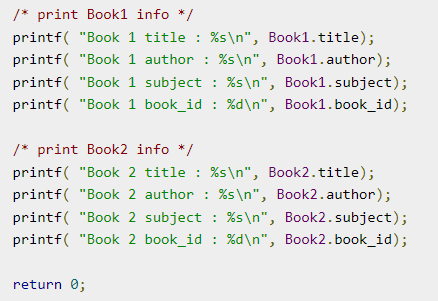 /* print Book1 info */
printf( "Book 1 title : %s\n", Book1.title);
printf( "Book 1 author : %s\n", Book1.author);
printf( "Book 1 subject : %s\n", Book1.subject);
printf( "Book 1 book_id : %d\n", Book1.book_id);

/* print Book2 info */
printf( "Book 2 title : %s\n", Book2.title);
printf( "Book 2 author : %s\n", Book2.author);
printf( "Book 2 subject : %s\n", Book2.subject);
printf( "Book 2 book_id : %d\n", Book2.book_id);

return 0;